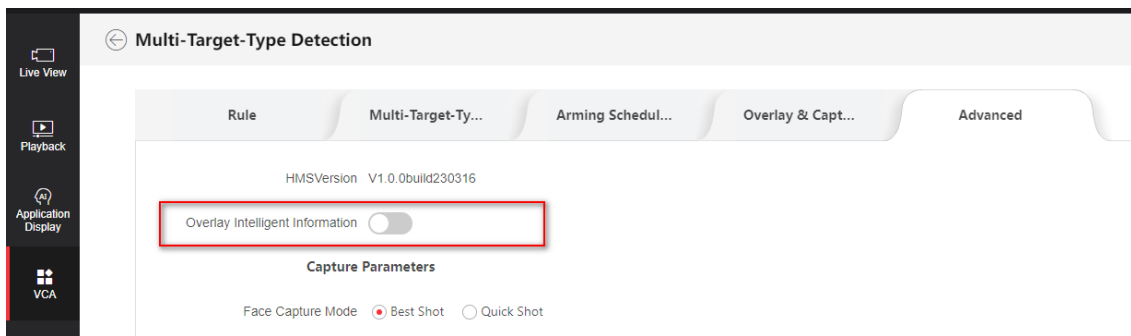 Multi-Target-Type Detection
Live View
Playback
AI
Application
Display
VCA
Rule
Multi-Target-Ty...
Arming Schedul...
Overlay & Capt...
Advanced
HMSVersion V1.0.0build230316
Overlay Intelligent Information
Capture Parameters
Face Capture Mode Best Shot Quick Shot